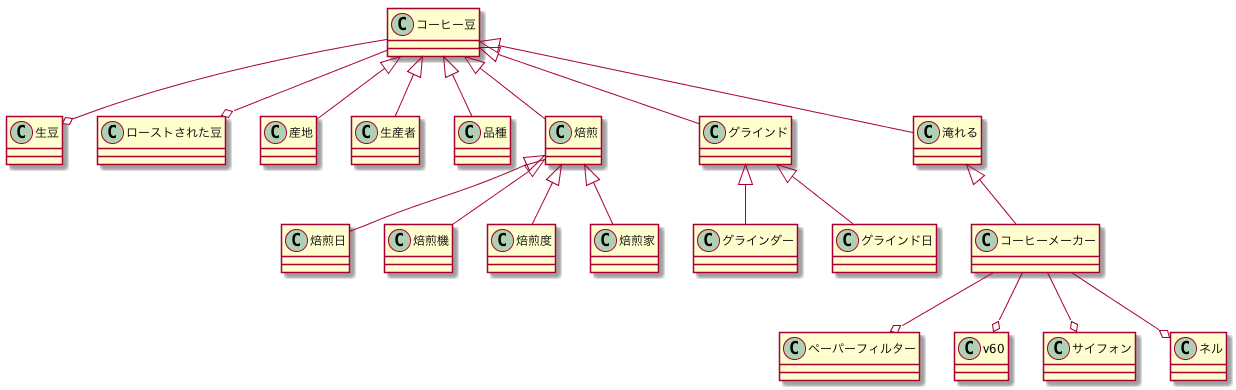 C コーヒー豆
C 生豆
C ローストされた豆
C 産地
C 生産者
C 品種
C 焙煎
C グラインド
C 淹れる
C 焙煎日
C 焙煎機
C 焙煎度
C 焙煎家
C グラインダー
C グラインド日
C コーヒーメーカー
C ペーパーフィルター
C v60
C サイフォン
C ネル